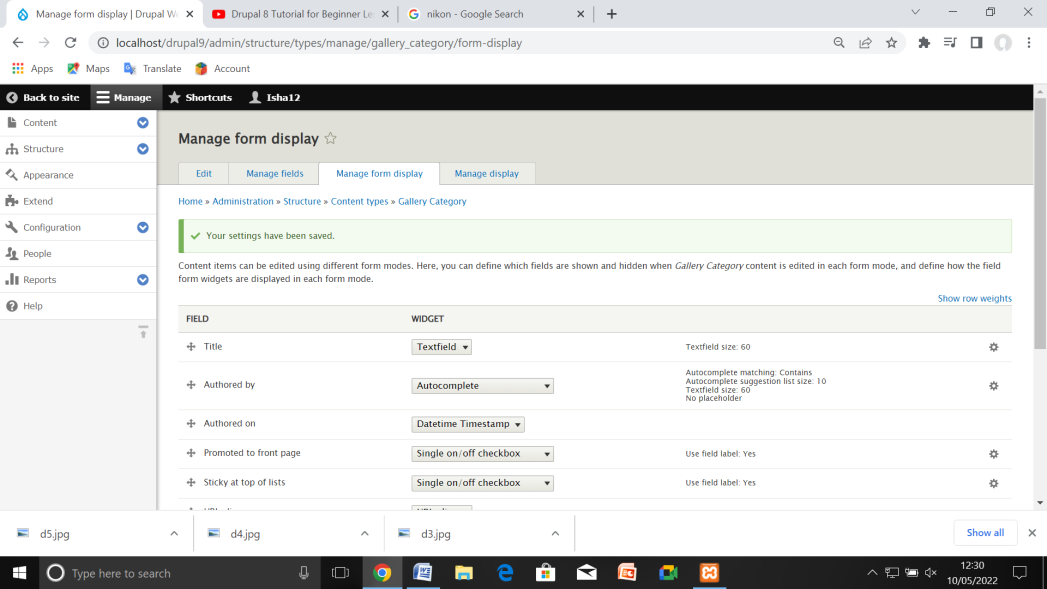 Manage form display | Drupal W
Drupal 8 Tutorial for Beginner Le
nikon - Google Search
localhost/drupal9/admin/structure/types/manage/gallery_category/form-display
Apps Maps Translate Account
Back to site Manage Shortcuts Isha12
Content
Structure
Appearance
Extend
Configuration
People
Reports
Help
Manage form display
Edit Manage fields Manage form display Manage display
Home » Administration » Structure » Content types » Gallery Category
Your settings have been saved.
Content items can be edited using different form modes. Here, you can define which fields are shown and hidden when Gallery Category content is edited in each form mode, and define how the field
form widgets are displayed in each form mode.
Show row weights
FIELD WIDGET
Title Textfield Textfield size: 60
Authored by Autocomplete
Autocomplete matching: Contains
Autocomplete suggestion list size: 10
Textfield size: 60
No placeholder
Authored on Datetime Timestamp
Promoted to front page Single on/off checkbox Use field label: Yes
Sticky at top of lists Single on/off checkbox Use field label: Yes
d5.jpg d4.jpg d3.jpg Show all
Type here to search
12:30
10/05/2022